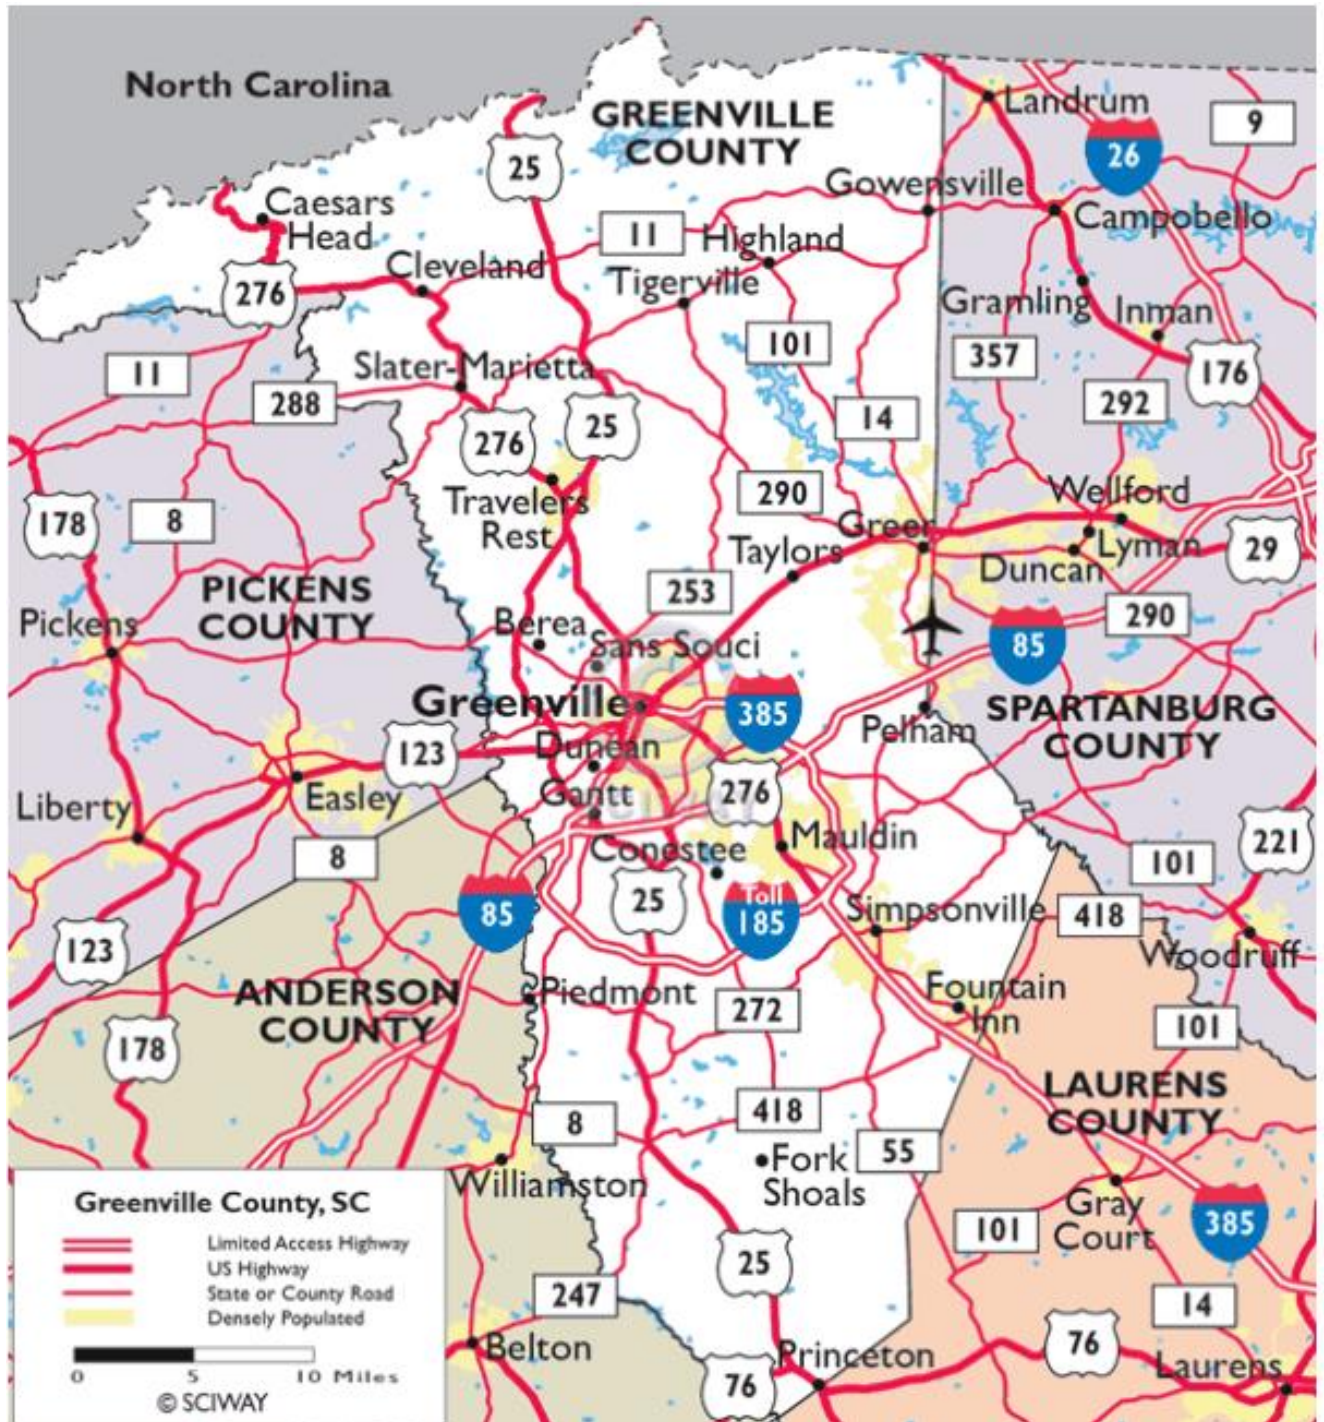 North Carolina
GREENVILLE
COUNTY
Landrum
9
26
25
Gowensville
Caesars
Head
11
Highland
Campobello
276
Cleveland
Tigerville
Gramling
Inman
11
101
357
176
Slater-Marietta
288
25
14
292
276
178
8
Travelers
Rest
290
Wellford
Greer
Lyman
29
Taylors
Duncan
PICKENS
COUNTY
253
290
Pickens
Berea
Sans Souci
85
Greenville
385
SPARTANBURG
COUNTY
Pelham
123
Dunean
276
Easley
Gantt
Liberty
SCIWAY
Mauldin
221
8
Conestee
101
85
25
Toll
185
Simpsonville
418
123
Woodruff
ANDERSON
COUNTY
Piedmont
272
Fountain
Inn
101
178
LAURENS
COUNTY
8
418
55
Fork
Shoals
Williamston
Gray
Court
385
101
25
247
14
Belton
Princeton
76
76
Laurens
Greenville County, SC
Limited Access Highway
US Highway
State or County Road
Densely Populated
0 5 10 Miles
© SCIWAY